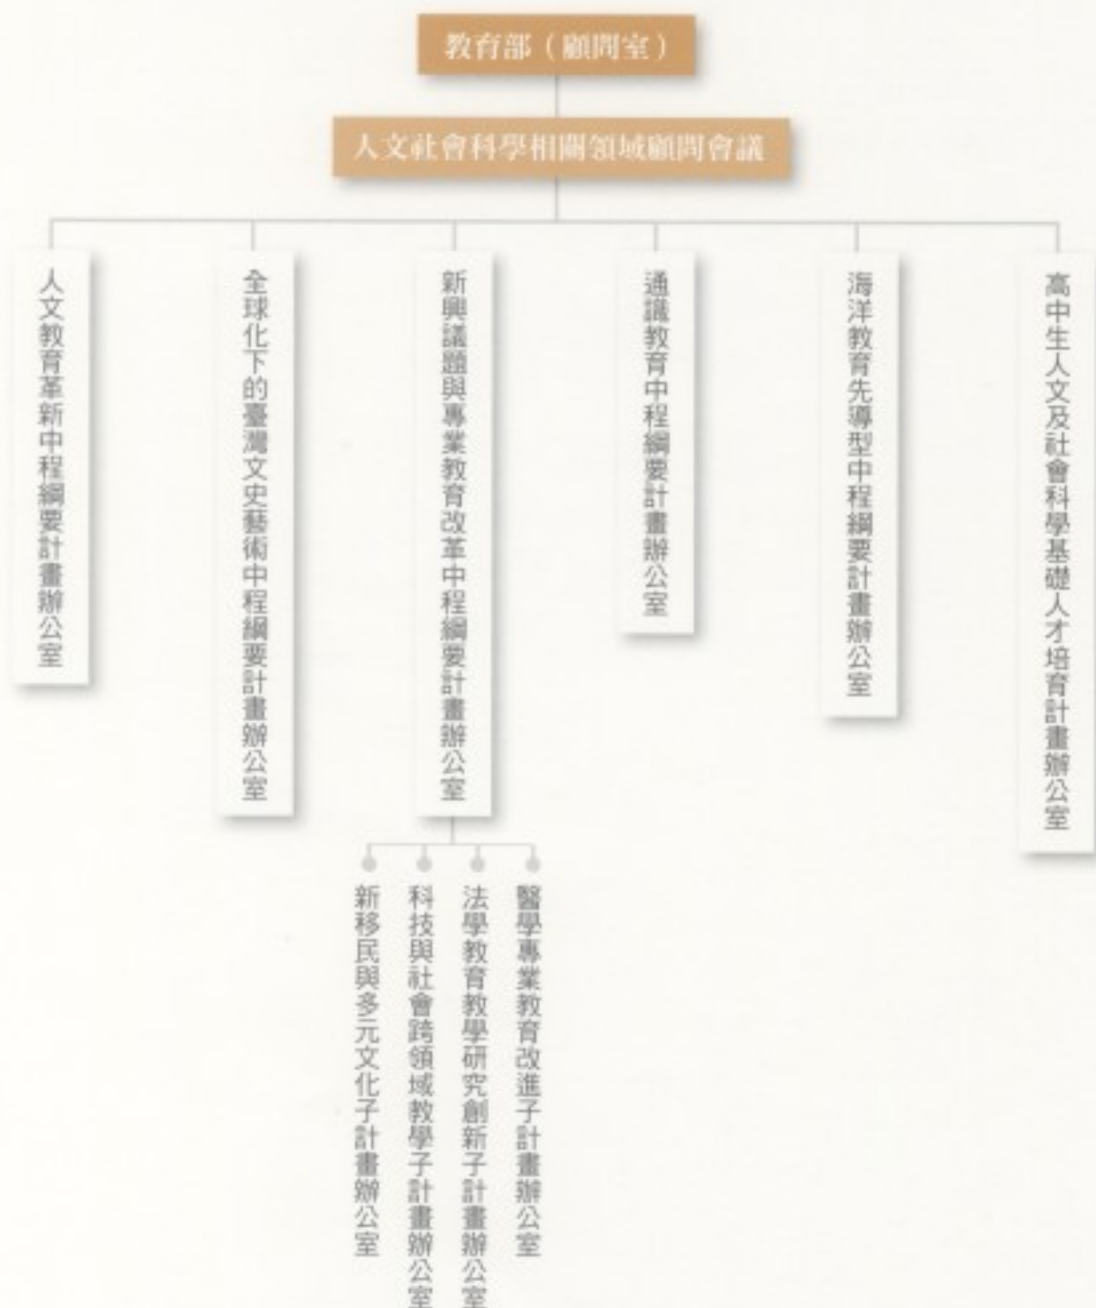 教育部（顧問室）
人文社會科學相關領域顧問會議
人文教育革新中程綱要計畫辦公室
全球化下的臺灣文史藝術中程綱要計畫辦公室
新興議題與專業教育改革中程綱要計畫辦公室
通識教育中程綱要計畫辦公室
海洋教育先導型中程綱要計畫辦公室
高中生人文及社會科學基礎人才培育計畫辦公室
新移民與多元文化子計畫辦公室
科技與社會跨領域教學子計畫辦公室
法學教育教學研究創新子計畫辦公室
醫學專業教育改進子計畫辦公室